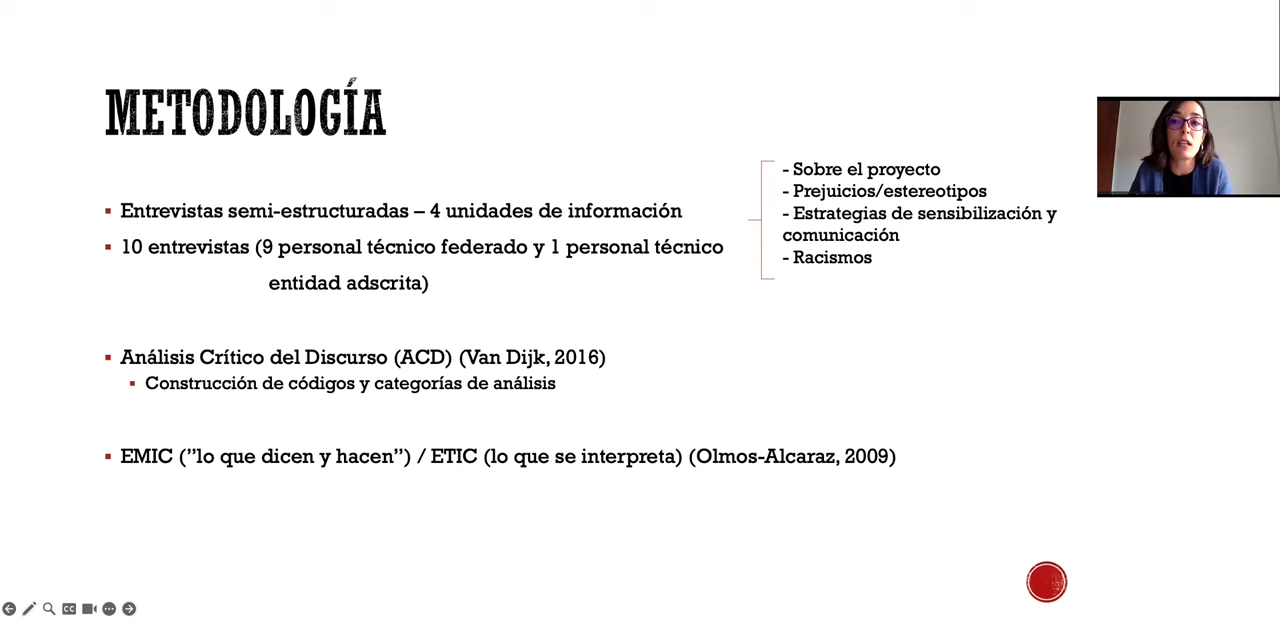 METODOLOGÍA
▪ Entrevistas semi-estructuradas – 4 unidades de información
▪ 10 entrevistas (9 personal técnico federado y 1 personal técnico
entidad adscrita)
- Sobre el proyecto
- Prejuicios/estereotipos
- Estrategias de sensibilización y
comunicación
- Racismos
▪ Análisis Crítico del Discurso (ACD) (Van Dijk, 2016)
▪ Construcción de códigos y categorías de análisis
▪ EMIC (”lo que dicen y hacen”) / ETIC (lo que se interpreta) (Olmos-Alcaraz, 2009)
CC